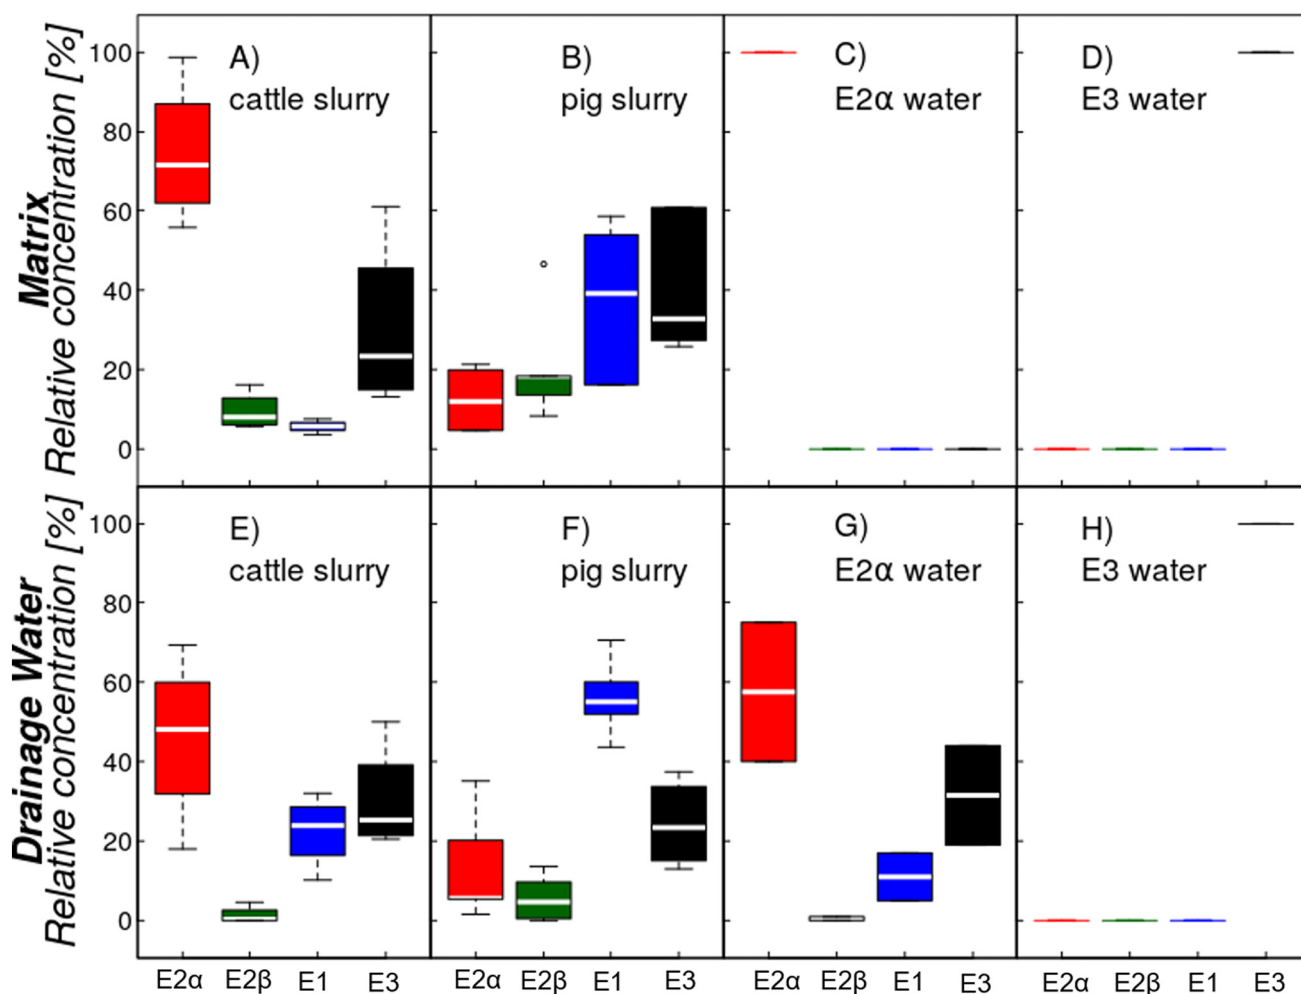 Matrix
Relative concentration [%]
100
80
60
40
20
0
A)
cattle slurry
B)
pig slurry
C)
E2α water
D)
E3 water
Drainage Water
Relative concentration [%]
100
80
60
40
20
0
E)
cattle slurry
F)
pig slurry
G)
E2α water
H)
E3 water
E2α E2β E1 E3 E2α E2β E1 E3 E2α E2β E1 E3 E2α E2β E1 E3